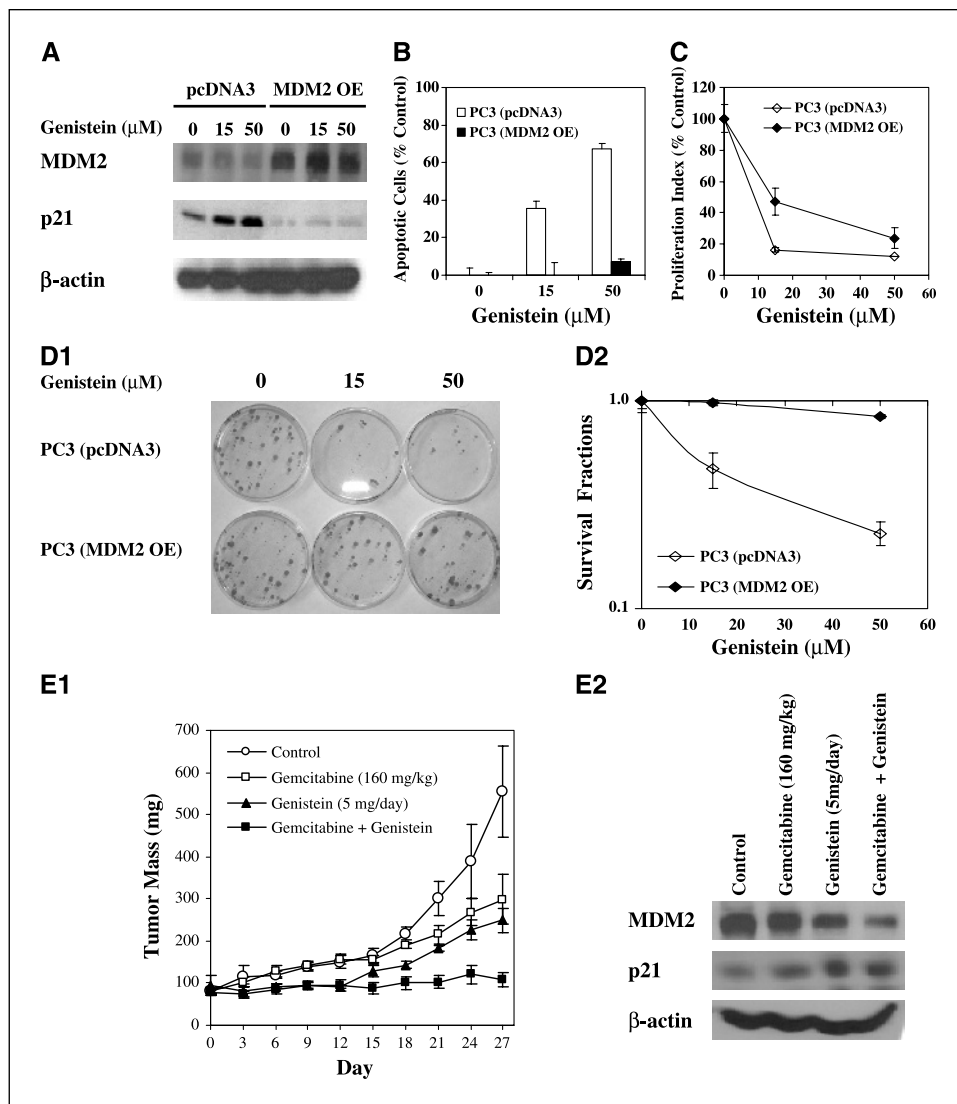 A
pcDNA3 MDM2 OE
Genistein (μM) 0 15 50 0 15 50
MDM2
p21
β-actin
B
Apoptotic Cells (% Control)
100
80
60
40
20
0
PC3 (pcDNA3)
PC3 (MDM2 OE)
0 15 50
Genistein (μM)
C
Proliferation Index (% Control)
120
100
80
60
40
20
0
PC3 (pcDNA3)
PC3 (MDM2 OE)
0 10 20 30 40 50 60
Genistein (μM)
D1
Genistein (μM) 0 15 50
PC3 (pcDNA3)
PC3 (MDM2 OE)
D2
Survival Fractions
1.0
0.1
PC3 (pcDNA3)
PC3 (MDM2 OE)
0 10 20 30 40 50 60
Genistein (μM)
E1
Tumor Mass (mg)
700
600
500
400
300
200
100
0
Control
Gemcitabine (160 mg/kg)
Genistein (5 mg/day)
Gemcitabine + Genistein
0 3 6 9 12 15 18 21 24 27
Day
E2
Control
Gemcitabine (160 mg/kg)
Genistein (5mg/day)
Gemcitabine + Genistein
MDM2
p21
β-actin